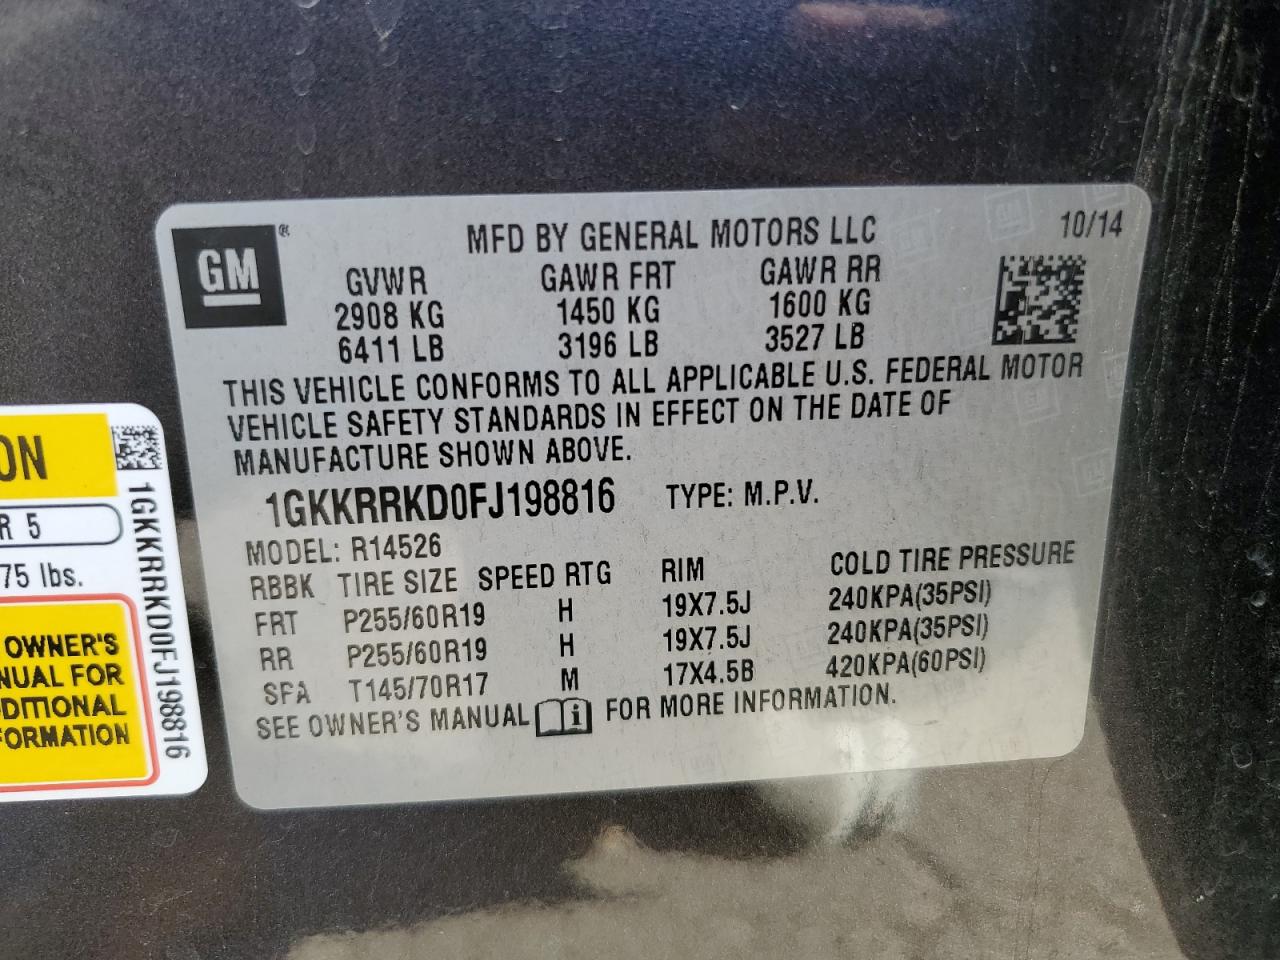 GM ®
MFD BY GENERAL MOTORS LLC
10/14
GVWR GAWR FRT GAWR RR
2908 KG 1450 KG 1600 KG
6411 LB 3196 LB 3527 LB
THIS VEHICLE CONFORMS TO ALL APPLICABLE U.S. FEDERAL MOTOR
VEHICLE SAFETY STANDARDS IN EFFECT ON THE DATE OF
MANUFACTURE SHOWN ABOVE.
1GKKRRKD0FJ198816 TYPE: M.P.V.
MODEL: R14526
RBBK TIRE SIZE SPEED RTG RIM COLD TIRE PRESSURE
FRT P255/60R19 H 19X7.5J 240KPA(35PSI)
RR P255/60R19 H 19X7.5J 240KPA(35PSI)
SPA T145/70R17 M 17X4.5B 420KPA(60PSI)
SEE OWNER'S MANUAL i FOR MORE INFORMATION.
ON
R 5
75 lbs.
OWNER'S
NUAL FOR
DITIONAL
FORMATION
1GKKRRKD0FJ198816